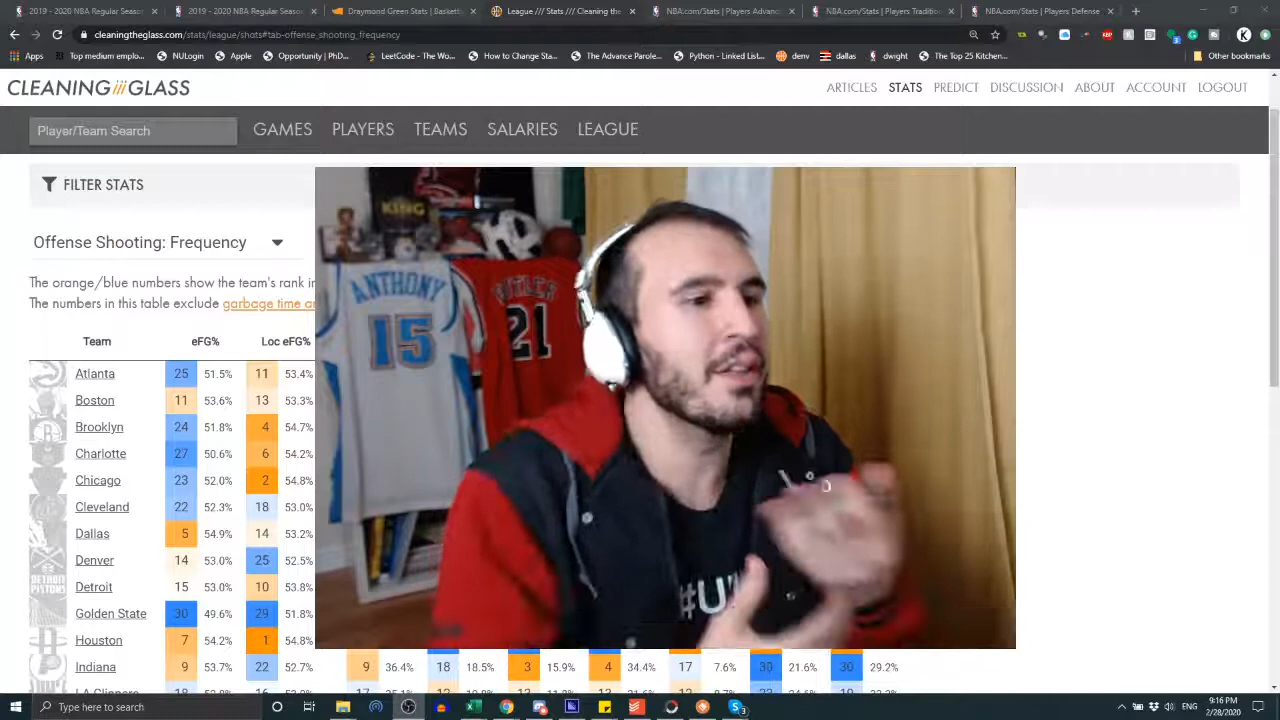 2019 - 2020 NBA Regular Seaso
2019 - 2020 NBA Regular Seaso
Draymond Green Stats | Basketb
League /// Stats /// Cleaning the
NBA.com/Stats | Players Advanc
NBA.com/Stats | Players Traditio
NBA.com/Stats | Players Defense
cleaningtheglass.com/stats/league/shots#tab-offense_shooting_frequency
Apps
Top medium emplo...
NULogin
Apple
Opportunity | PhD...
LeetCode - The Wo...
How to Change Sta...
The Advance Parole...
Python - Linked List...
denv
dallas
dwight
The Top 25 Kitchen...
Other bookmarks
CLEANING GLASS
ARTICLES STATS PREDICT DISCUSSION ABOUT ACCOUNT LOGOUT
Player/Team Search GAMES PLAYERS TEAMS SALARIES LEAGUE
FILTER STATS
Offense Shooting: Frequency
The orange/blue numbers show the team's rank in
The numbers in this table exclude garbage time an
Team eFG% Loc eFG%
Atlanta 25 51.5% 11 53.4%
Boston 11 53.6% 13 53.3%
Brooklyn 24 51.8% 4 54.7%
Charlotte 27 50.6% 6 54.2%
Chicago 23 52.0% 2 54.8%
Cleveland 22 52.3% 18 53.0%
Dallas 5 54.9% 14 53.2%
Denver 14 53.0% 25 52.5%
Detroit 15 53.0% 10 53.8%
Golden State 30 49.6% 29 51.8%
Houston 7 54.2% 1 54.8%
Indiana 9 53.7% 22 52.7% 9 36.4% 18 18.5% 3 15.9% 4 34.4% 17 7.6% 30 21.6% 30 29.2%
KING
ANTHONY
15
BUTLER
21
#U
Type here to search
ENG
9:16 PM
2/28/2020